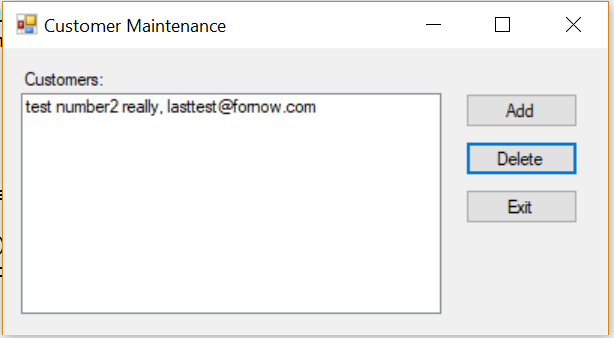 Customer Maintenance
Customers:
test number2 really, lasttest@fornow.com
Add
Delete
Exit